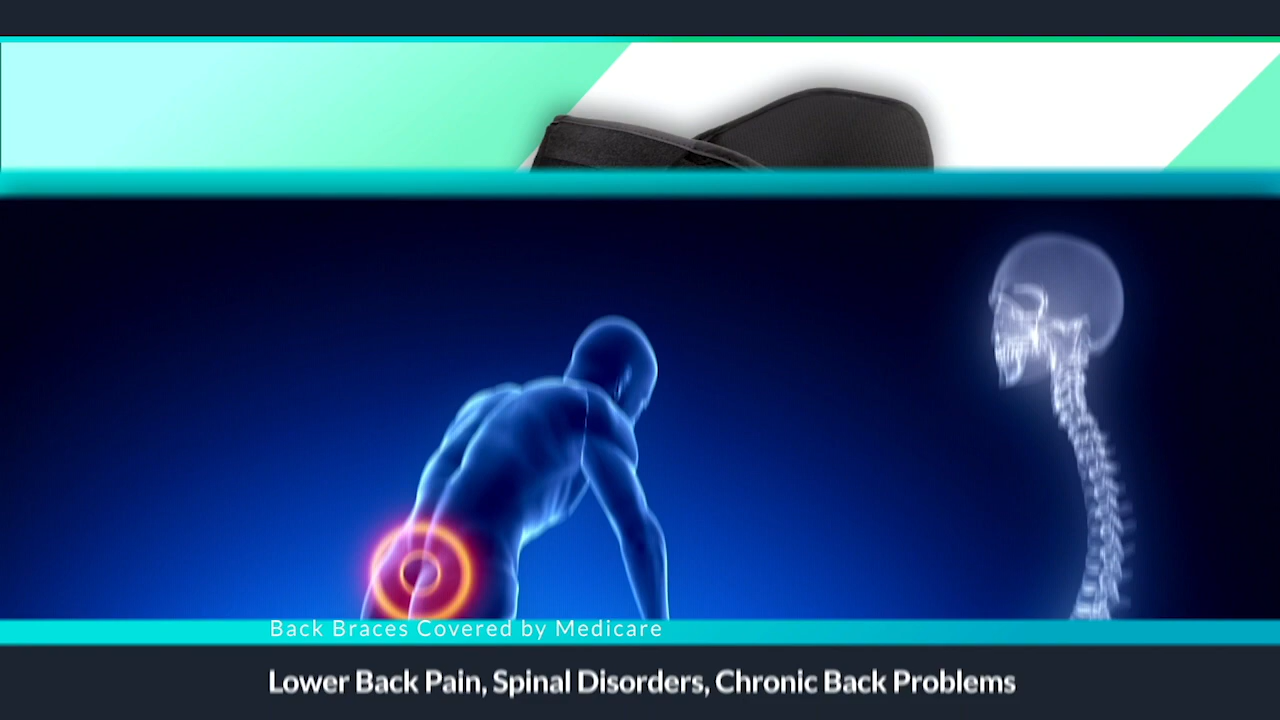 Back Braces Covered by Medicare
Lower Back Pain, Spinal Disorders, Chronic Back Problems